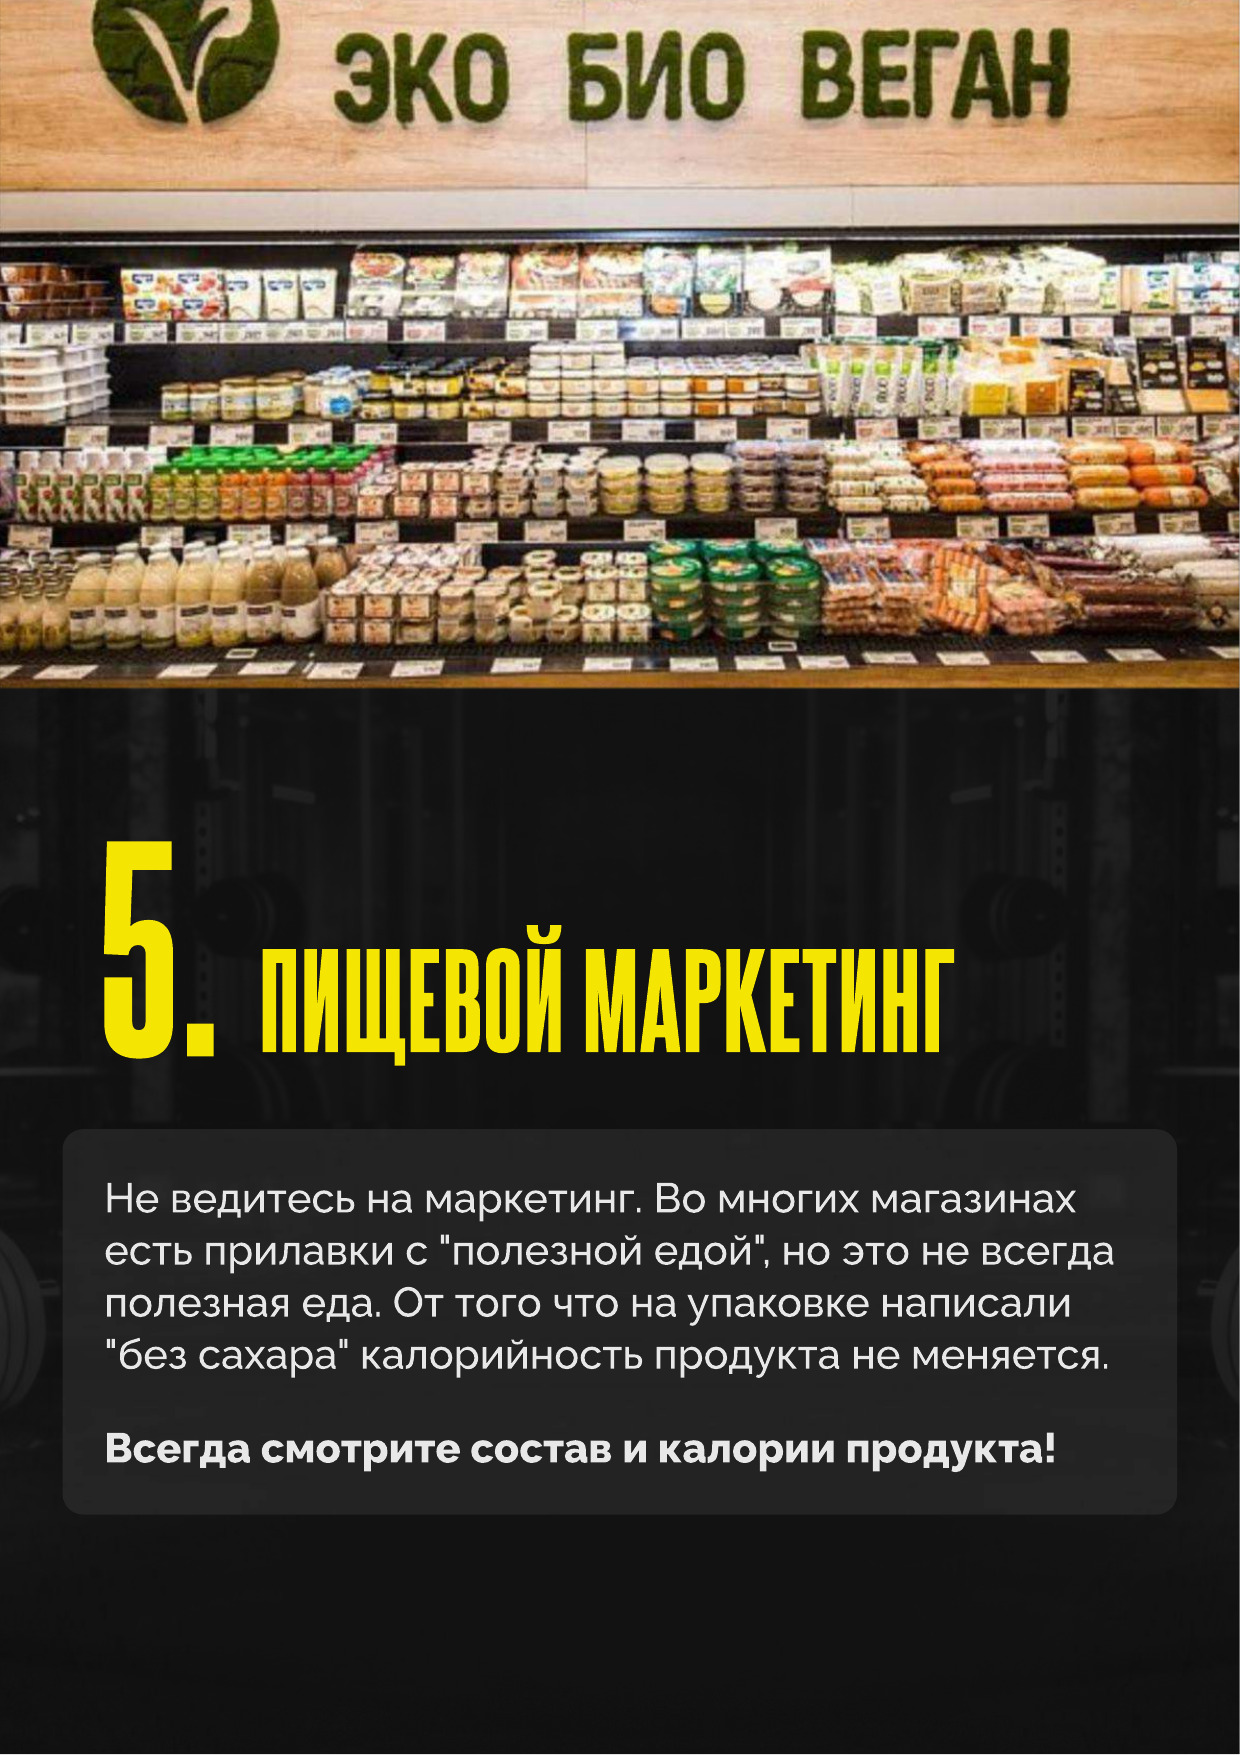 ЭКО БИО ВЕГАН
5. ПИЩЕВОЙ МАРКЕТИНГ
Не ведитесь на маркетинг. Во многих магазинах
есть прилавки с "полезной едой", но это не всегда
полезная еда. От того что на упаковке написали
"без сахара" калорийность продукта не меняется.
Всегда смотрите состав и калории продукта!